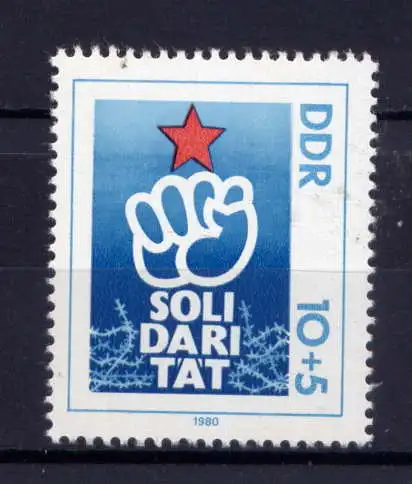 SOLI
DARI
TÄT
DDR
10+5
1980